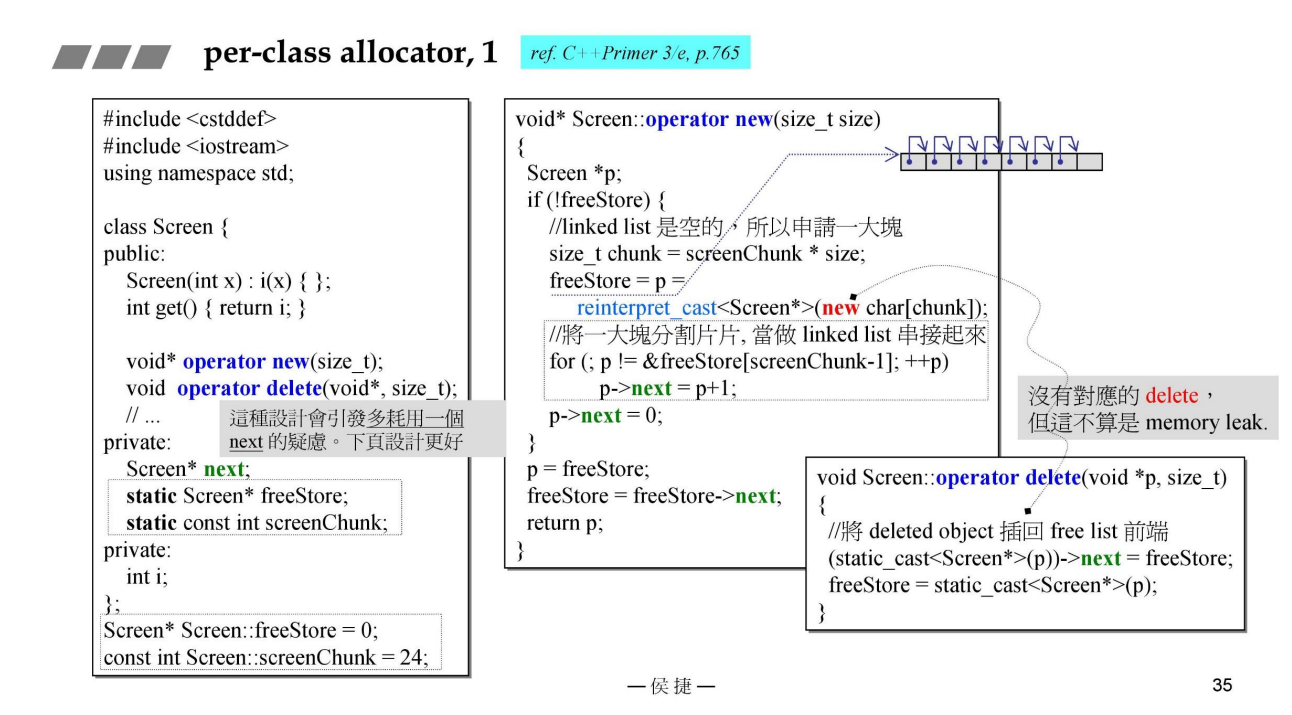 per-class allocator, 1
ref. C++Primer 3/e, p.765
#include <cstddef>
#include <iostream>
using namespace std;
class Screen {
public:
Screen(int x) : i(x) { };
int get() { return i; }
void* operator new(size_t);
void operator delete(void*, size_t);
// ...
這種設計會引發多耗用一個
next 的疑慮。下頁設計更好
private:
Screen* next;
static Screen* freeStore;
static const int screenChunk;
private:
int i;
};
Screen* Screen::freeStore = 0;
const int Screen::screenChunk = 24;
void* Screen::operator new(size_t size)
{
Screen *p;
if (!freeStore) {
//linked list 是空的，所以申請一大塊
size_t chunk = screenChunk * size;
freeStore = p =
reinterpret_cast<Screen*>(new char[chunk]);
//將一大塊分割片片, 當做 linked list 串接起來
for (; p != &freeStore[screenChunk-1]; ++p)
p->next = p+1;
p->next = 0;
}
p = freeStore;
freeStore = freeStore->next;
return p;
}
沒有對應的 delete，
但這不算是 memory leak.
void Screen::operator delete(void *p, size_t)
{
//將 deleted object 插回 free list 前端
(static_cast<Screen*>(p))->next = freeStore;
freeStore = static_cast<Screen*>(p);
}
— 侯捷 —
35